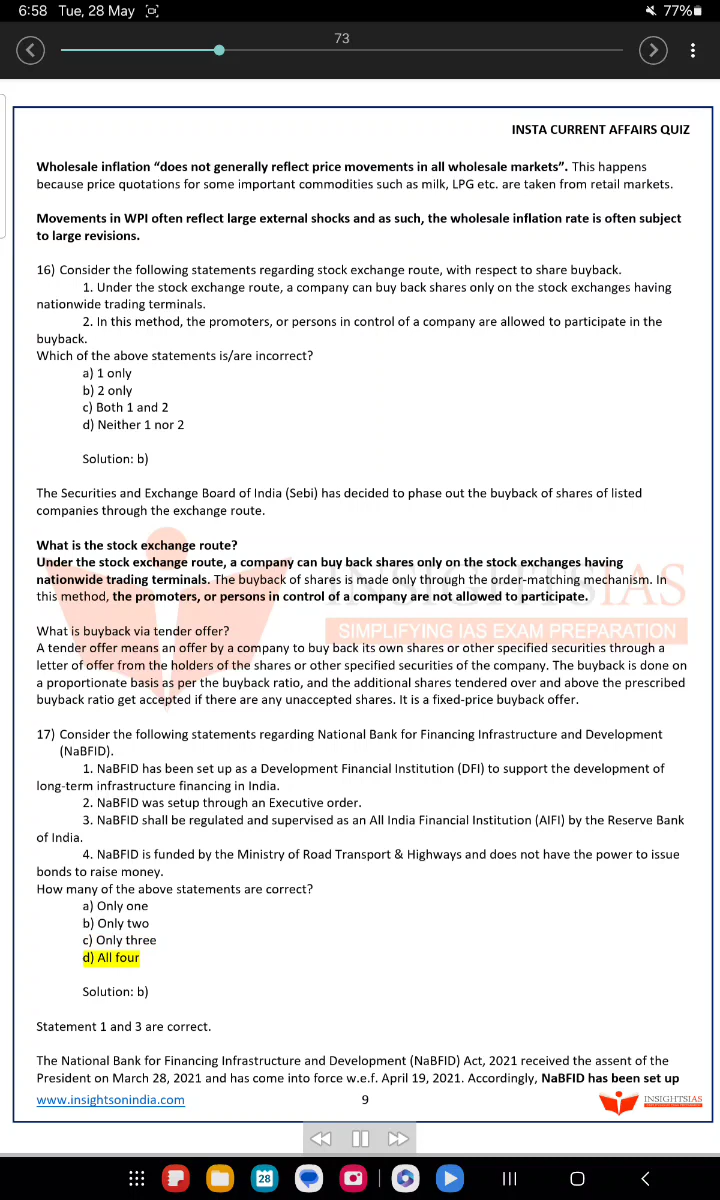 6:58 Tue, 28 May
77%
73
INSTA CURRENT AFFAIRS QUIZ
Wholesale inflation “does not generally reflect price movements in all wholesale markets”. This happens
because price quotations for some important commodities such as milk, LPG etc. are taken from retail markets.
Movements in WPI often reflect large external shocks and as such, the wholesale inflation rate is often subject
to large revisions.
16) Consider the following statements regarding stock exchange route, with respect to share buyback.
1. Under the stock exchange route, a company can buy back shares only on the stock exchanges having
nationwide trading terminals.
2. In this method, the promoters, or persons in control of a company are allowed to participate in the
buyback.
Which of the above statements is/are incorrect?
a) 1 only
b) 2 only
c) Both 1 and 2
d) Neither 1 nor 2
Solution: b)
The Securities and Exchange Board of India (Sebi) has decided to phase out the buyback of shares of listed
companies through the exchange route.
What is the stock exchange route?
Under the stock exchange route, a company can buy back shares only on the stock exchanges having
nationwide trading terminals. The buyback of shares is made only through the order-matching mechanism. In
this method, the promoters, or persons in control of a company are not allowed to participate.
INSIGHTSIAS
SIMPLIFYING IAS EXAM PREPARATION
What is buyback via tender offer?
A tender offer means an offer by a company to buy back its own shares or other specified securities through a
letter of offer from the holders of the shares or other specified securities of the company. The buyback is done on
a proportionate basis as per the buyback ratio, and the additional shares tendered over and above the prescribed
buyback ratio get accepted if there are any unaccepted shares. It is a fixed-price buyback offer.
17) Consider the following statements regarding National Bank for Financing Infrastructure and Development
(NaBFID).
1. NaBFID has been set up as a Development Financial Institution (DFI) to support the development of
long-term infrastructure financing in India.
2. NaBFID was setup through an Executive order.
3. NaBFID shall be regulated and supervised as an All India Financial Institution (AIFI) by the Reserve Bank
of India.
4. NaBFID is funded by the Ministry of Road Transport & Highways and does not have the power to issue
bonds to raise money.
How many of the above statements are correct?
a) Only one
b) Only two
c) Only three
d) All four
Solution: b)
Statement 1 and 3 are correct.
The National Bank for Financing Infrastructure and Development (NaBFID) Act, 2021 received the assent of the
President on March 28, 2021 and has come into force w.e.f. April 19, 2021. Accordingly, NaBFID has been set up
www.insightsonindia.com
9
INSIGHTSIAS
28